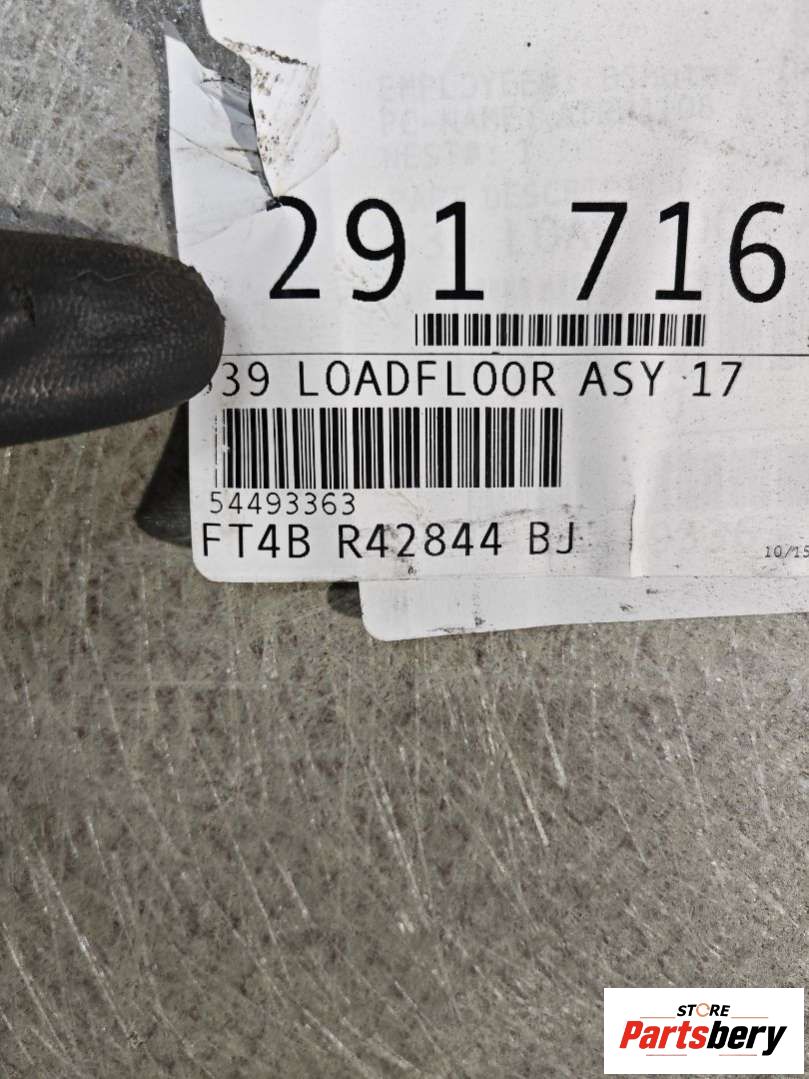 291 716
39 LOADFLOOR ASY 17
54493363
FT4B R42844 BJ
10/15
STORE
Partsbery